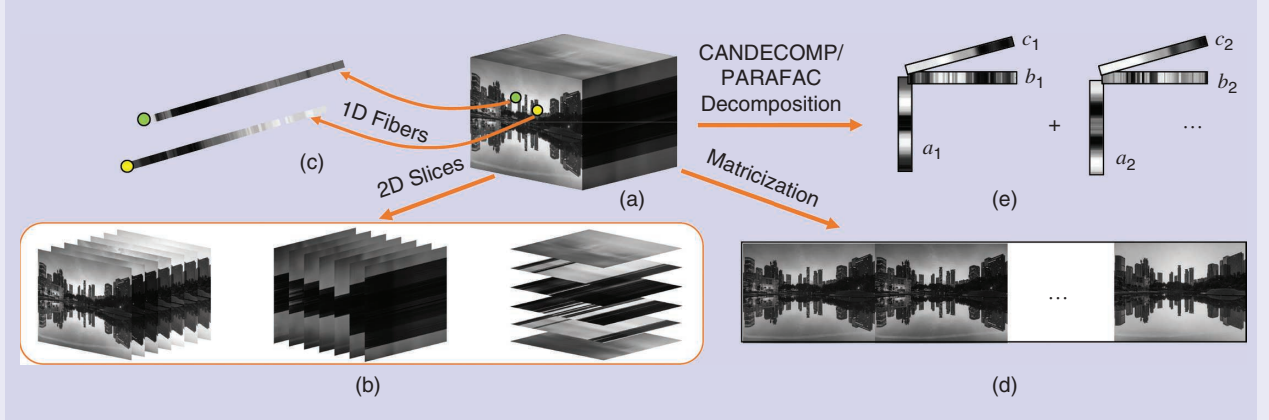 CANDECOMP/
PARAFAC
Decomposition
c1
b1
a1
+
c2
b2
a2
...
(e)
1D Fibers
(c)
2D Slices
(a)
Matricization
(b)
...
(d)